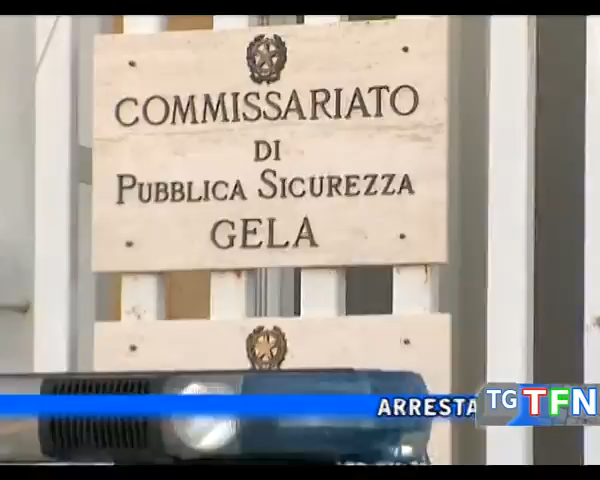 COMMISSARIATO
DI
PUBBLICA SICUREZZA
GELA
ARRESTA
TG TFN